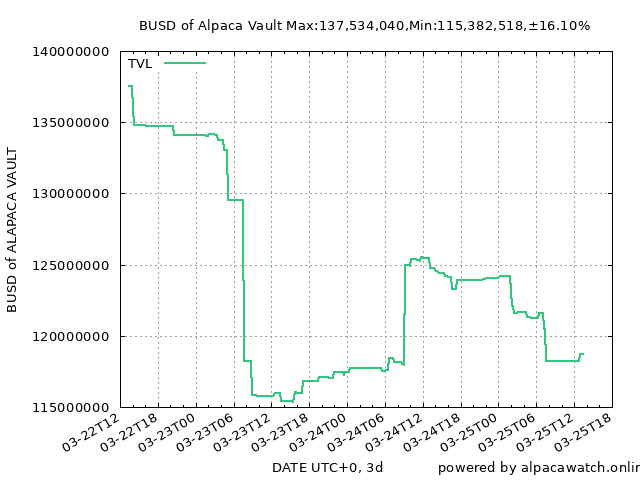 BUSD of Alpaca Vault Max:137,534,040,Min:115,382,518,±16.10%
140000000
TVL
135000000
130000000
125000000
120000000
115000000
BUSD of ALAPACA VAULT
03-22T12
03-22T18
03-23T00
03-23T06
03-23T12
03-23T18
03-24T00
03-24T06
03-24T12
03-24T18
03-25T00
03-25T06
03-25T12
03-25T18
DATE UTC+0, 3d
powered by alpacawatch.onlin